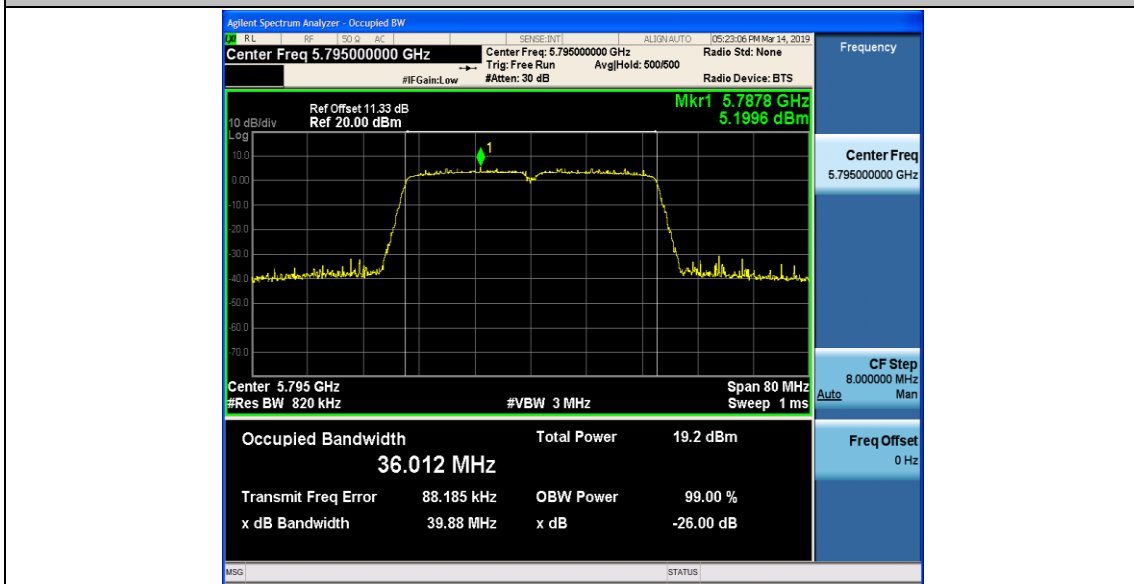 Agilent Spectrum Analyzer - Occupied BW
RL RF 50 Ω AC SENSE:INT ALIGN AUTO 05:23:06 PM Mar 14, 2019
Center Freq 5.795000000 GHz Center Freq: 5.795000000 GHz Radio Std: None Frequency
Trig: Free Run Avg|Hold: 500/500
#IFGain:Low #Atten: 30 dB Radio Device: BTS
Ref Offset 11.33 dB Mkr1 5.7878 GHz
10 dB/div Ref 20.00 dBm 5.1996 dBm
Log
10.0
0.00
-10.0
-20.0
-30.0
-40.0
-50.0
-60.0
-70.0
1
Center Freq
5.795000000 GHz
CF Step
8.000000 MHz
Auto Man
Center 5.795 GHz Span 80 MHz
#Res BW 820 kHz #VBW 3 MHz Sweep 1 ms
Occupied Bandwidth Total Power 19.2 dBm
36.012 MHz
Freq Offset
0 Hz
Transmit Freq Error 88.185 kHz OBW Power 99.00 %
x dB Bandwidth 39.88 MHz x dB -26.00 dB
MSG STATUS